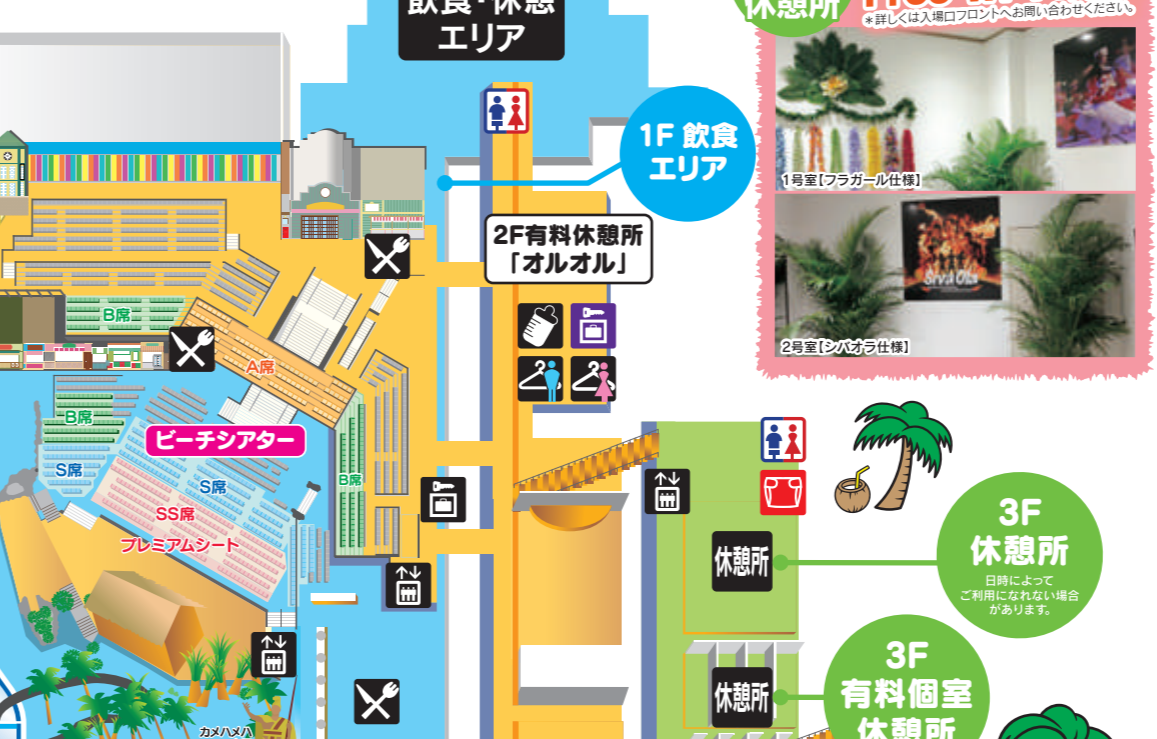 飲食・休憩
エリア
休憩所
＊詳しくは入場口フロントへお問い合わせください。
1号室【フラガール仕様】
2号室【シバオラ仕様】
1F 飲食
エリア
2F有料休憩所
「オルオル」
B席
A席
B席
ビーチシアター
S席
S席
B席
SS席
プレミアムシート
休憩所
3F
休憩所
日時によって
ご利用になれない場合
があります。
休憩所
3F
有料個室
休憩所
カメハメハ